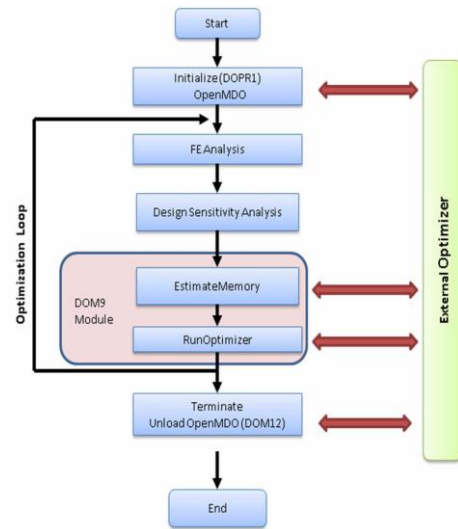 Start
Initialize(DOPR1)
OpenMDO
FE Analysis
Design Sensitivity Analysis
DOM9
Module
EstimateMemory
RunOptimizer
Terminate
Unload OpenMDO (DOM12)
End
Optimization Loop
External Optimizer